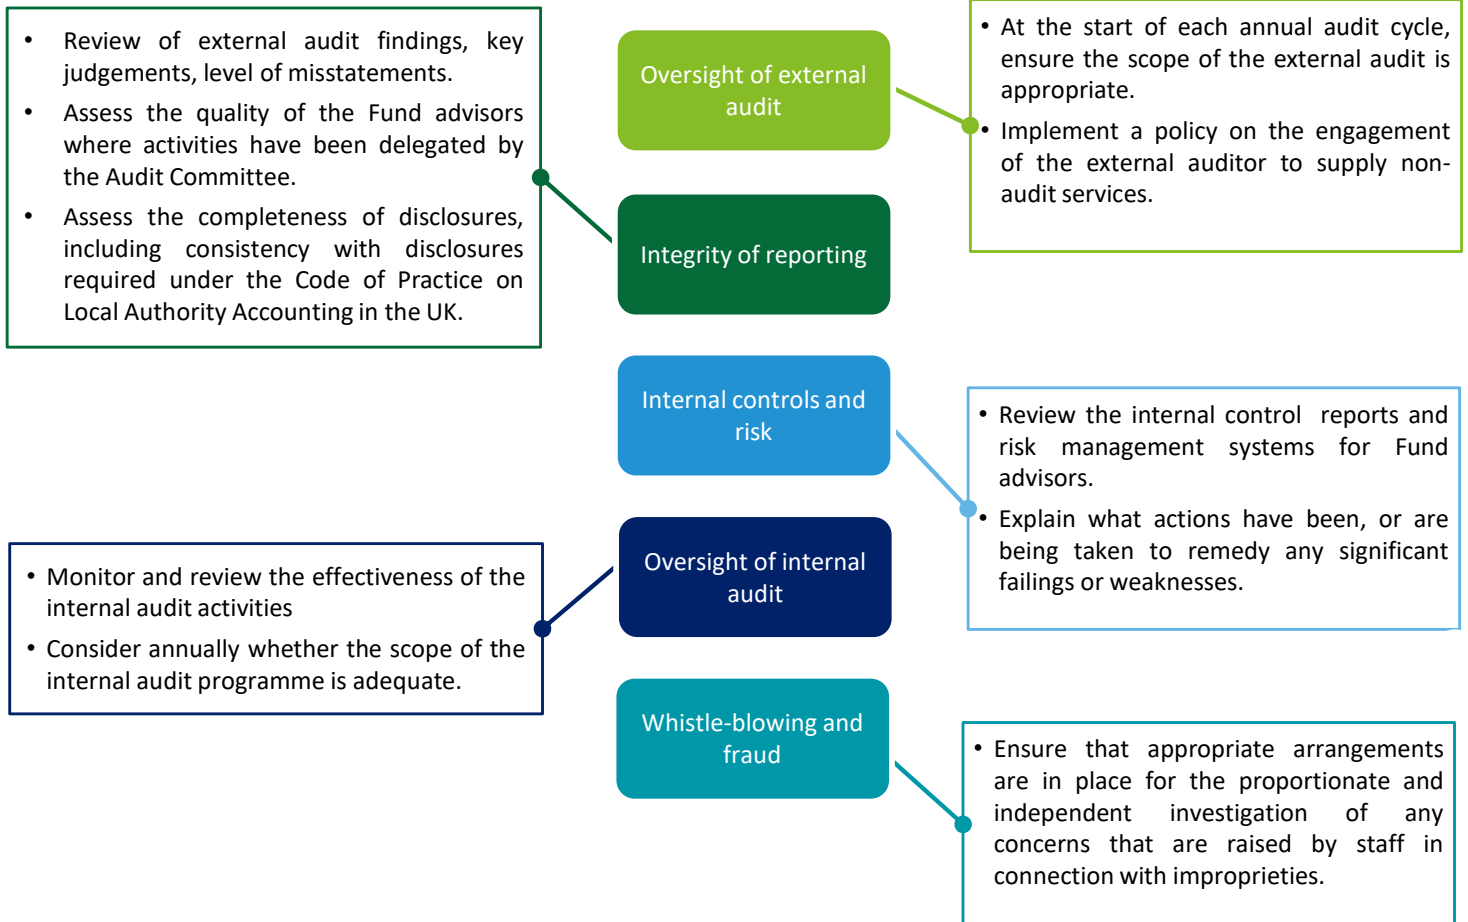 • Review of external audit findings, key
judgements, level of misstatements.
• Assess the quality of the Fund advisors
where activities have been delegated by
the Audit Committee.
• Assess the completeness of disclosures,
including consistency with disclosures
required under the Code of Practice on
Local Authority Accounting in the UK.
Oversight of external
audit
• At the start of each annual audit cycle,
ensure the scope of the external audit is
appropriate.
• Implement a policy on the engagement
of the external auditor to supply non-
audit services.
Integrity of reporting
Internal controls and
risk
• Review the internal control reports and
risk management systems for Fund
advisors.
• Explain what actions have been, or are
being taken to remedy any significant
failings or weaknesses.
• Monitor and review the effectiveness of the
internal audit activities
• Consider annually whether the scope of the
internal audit programme is adequate.
Oversight of internal
audit
Whistle-blowing and
fraud
• Ensure that appropriate arrangements
are in place for the proportionate and
independent investigation of any
concerns that are raised by staff in
connection with improprieties.